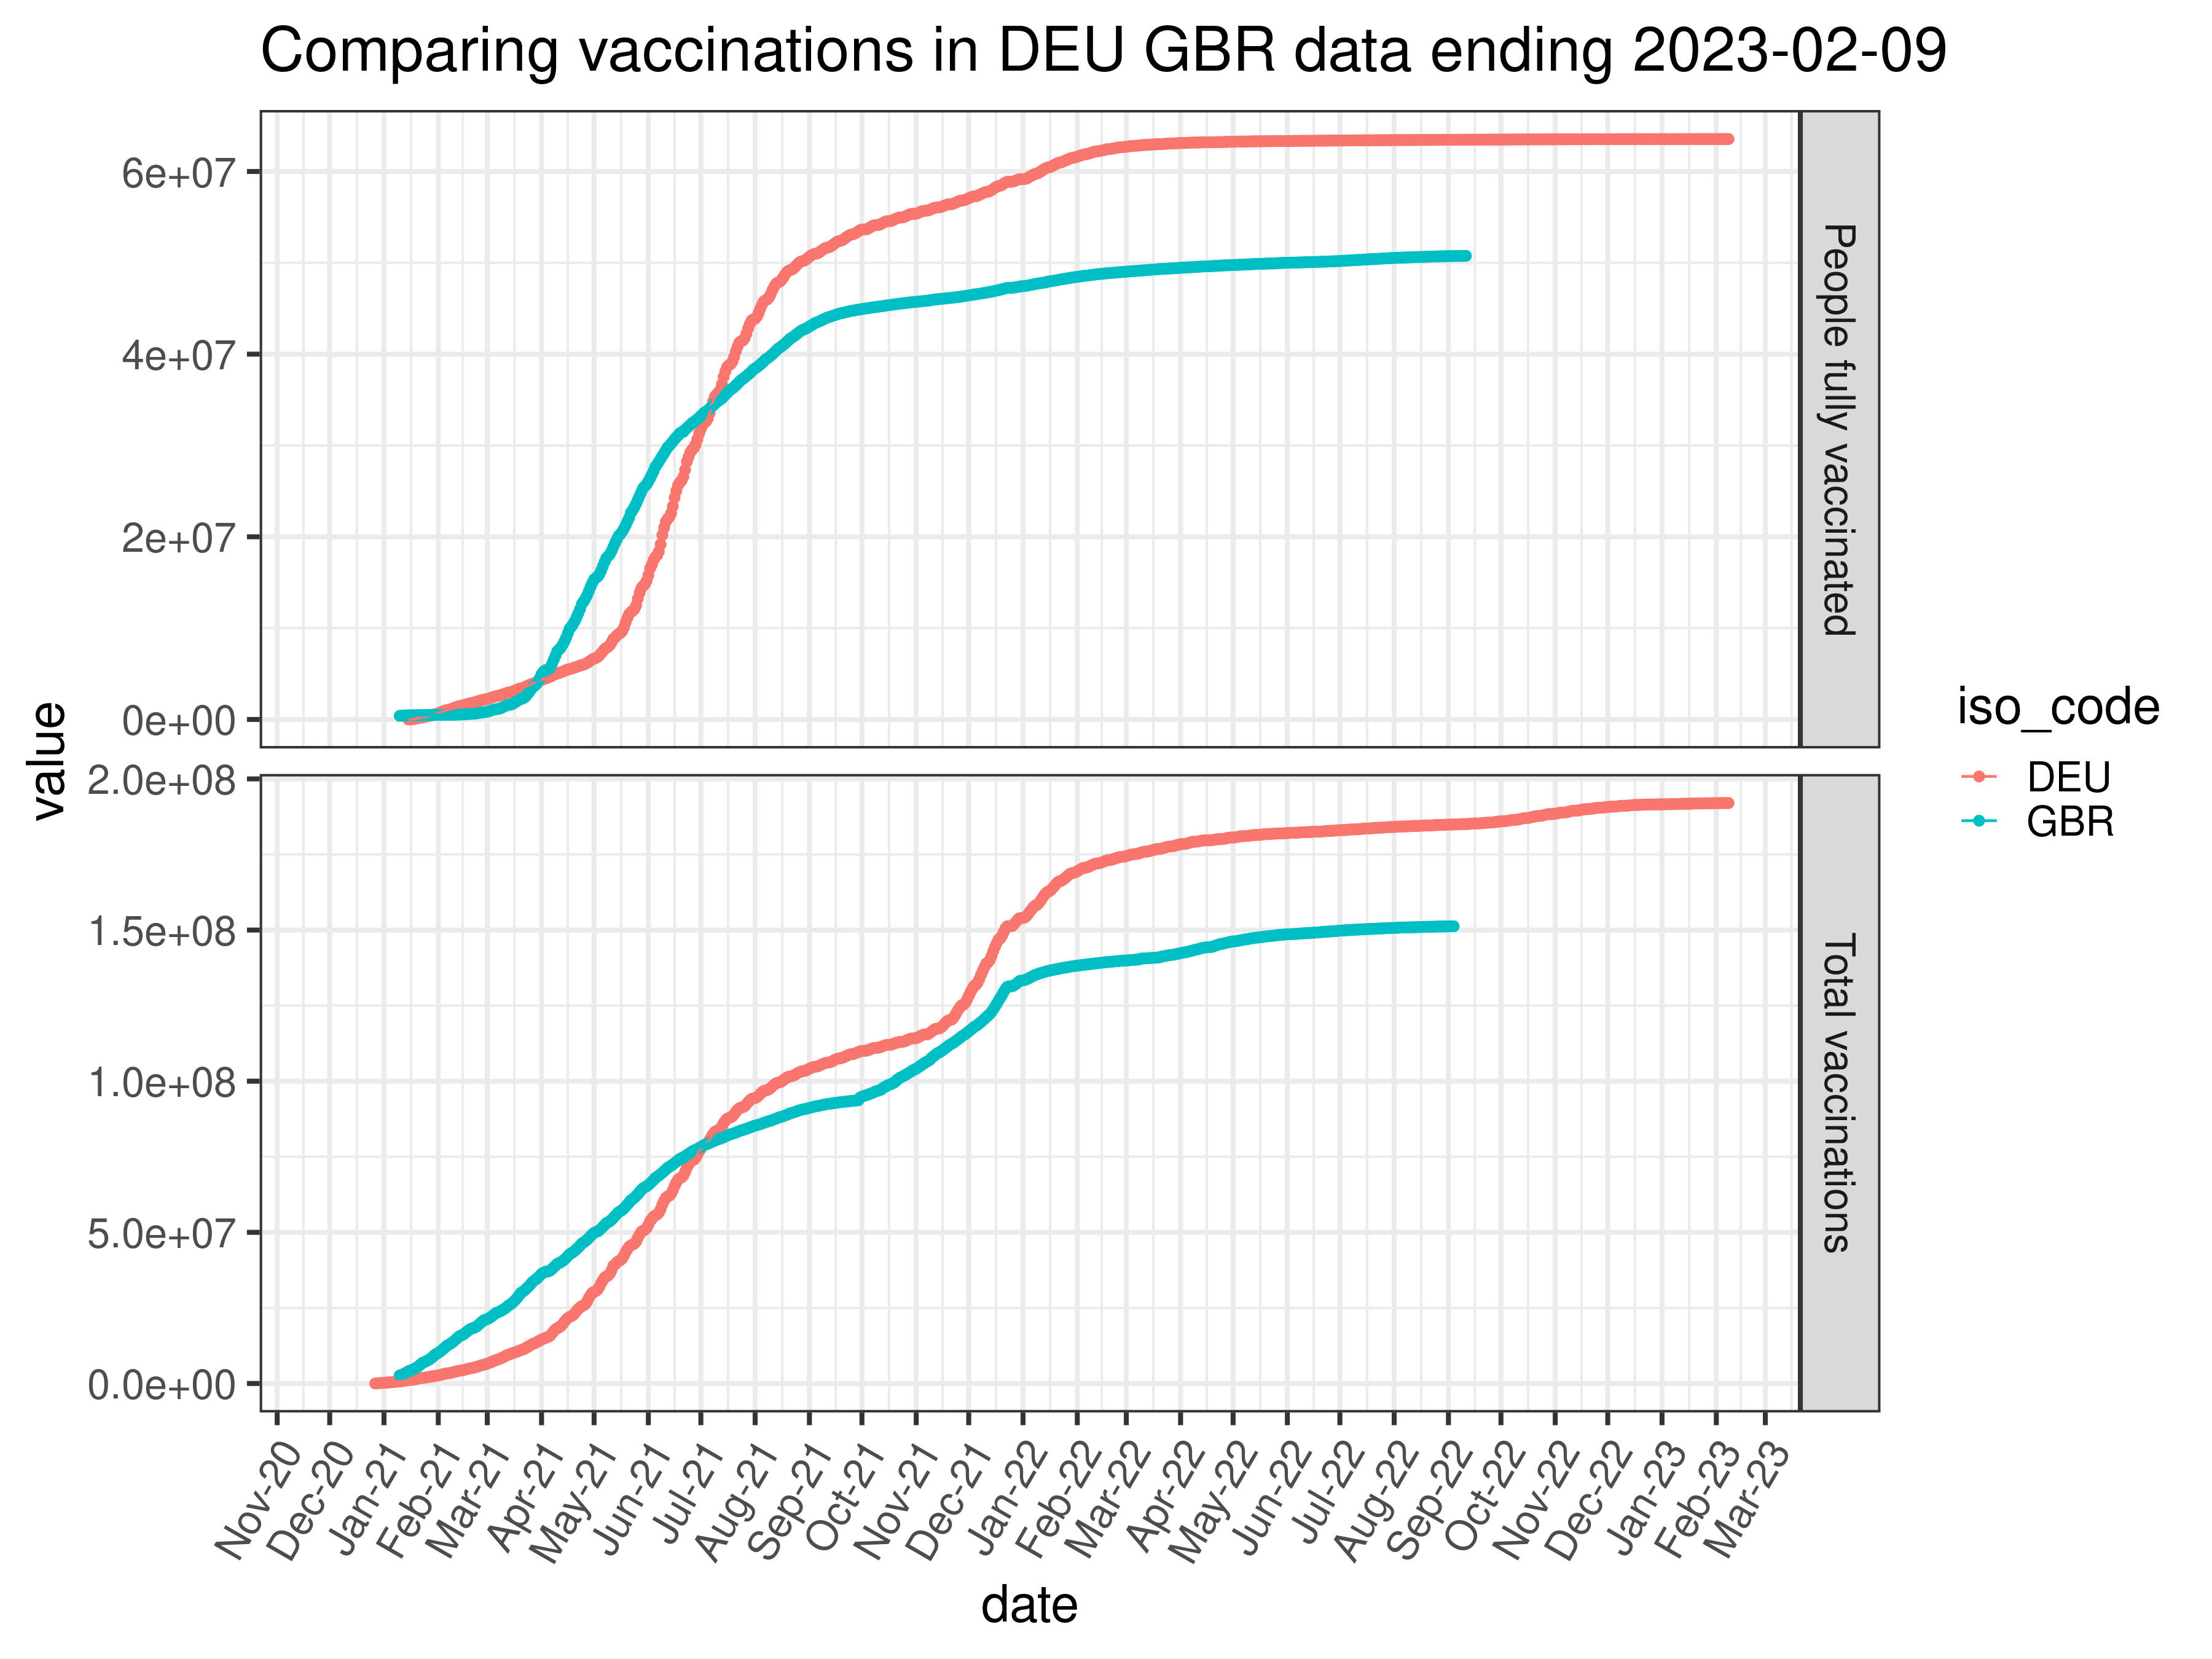 Comparing vaccinations in DEU GBR data ending 2023-02-09
value
6e+07
4e+07
2e+07
0e+00
People fully vaccinated
2.0e+08
1.5e+08
1.0e+08
5.0e+07
0.0e+00
Total vaccinations
iso_code
DEU
GBR
Nov-20
Dec-20
Jan-21
Feb-21
Mar-21
Apr-21
May-21
Jun-21
Jul-21
Aug-21
Sep-21
Oct-21
Nov-21
Dec-21
Jan-22
Feb-22
Mar-22
Apr-22
May-22
Jun-22
Jul-22
Aug-22
Sep-22
Oct-22
Nov-22
Dec-22
Jan-23
Feb-23
Mar-23
date